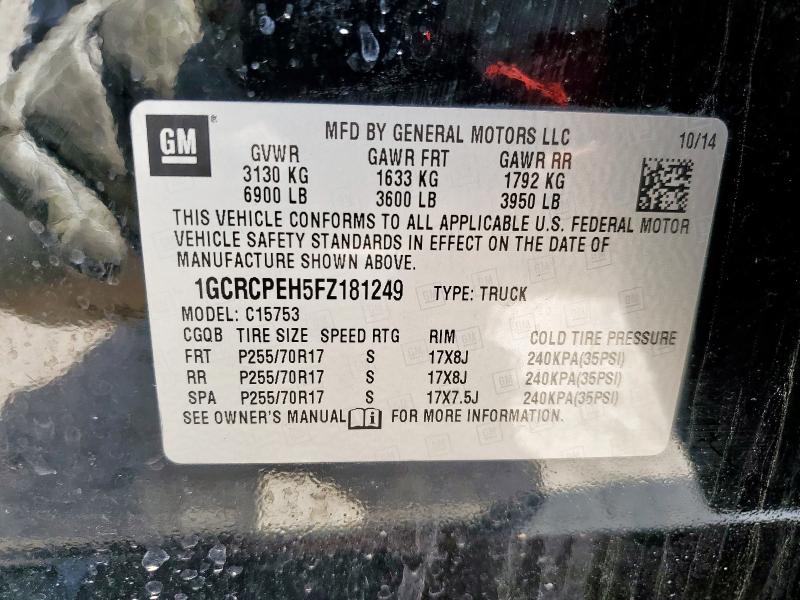 GM
MFD BY GENERAL MOTORS LLC 10/14
GVWR GAWR FRT GAWR RR
3130 KG 1633 KG 1792 KG
6900 LB 3600 LB 3950 LB
THIS VEHICLE CONFORMS TO ALL APPLICABLE U.S. FEDERAL MOTOR
VEHICLE SAFETY STANDARDS IN EFFECT ON THE DATE OF
MANUFACTURE SHOWN ABOVE.
1GCRCPEH5FZ181249 TYPE: TRUCK
MODEL: C15753
CGQB TIRE SIZE SPEED RTG RIM COLD TIRE PRESSURE
FRT P255/70R17 S 17X8J 240KPA(35PSI)
RR P255/70R17 S 17X8J 240KPA(35PSI)
SPA P255/70R17 S 17X7.5J 240KPA(35PSI)
SEE OWNER'S MANUAL i FOR MORE INFORMATION.